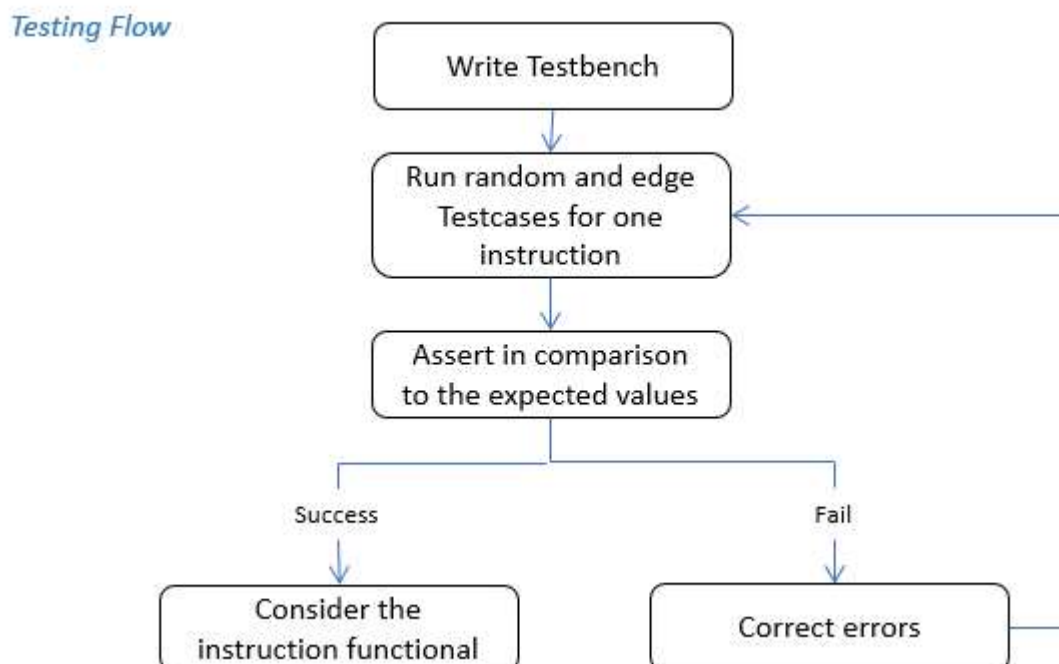 Testing Flow
Write Testbench
Run random and edge
Testcases for one
instruction
Assert in comparison
to the expected values
Success
Fail
Consider the
instruction functional
Correct errors